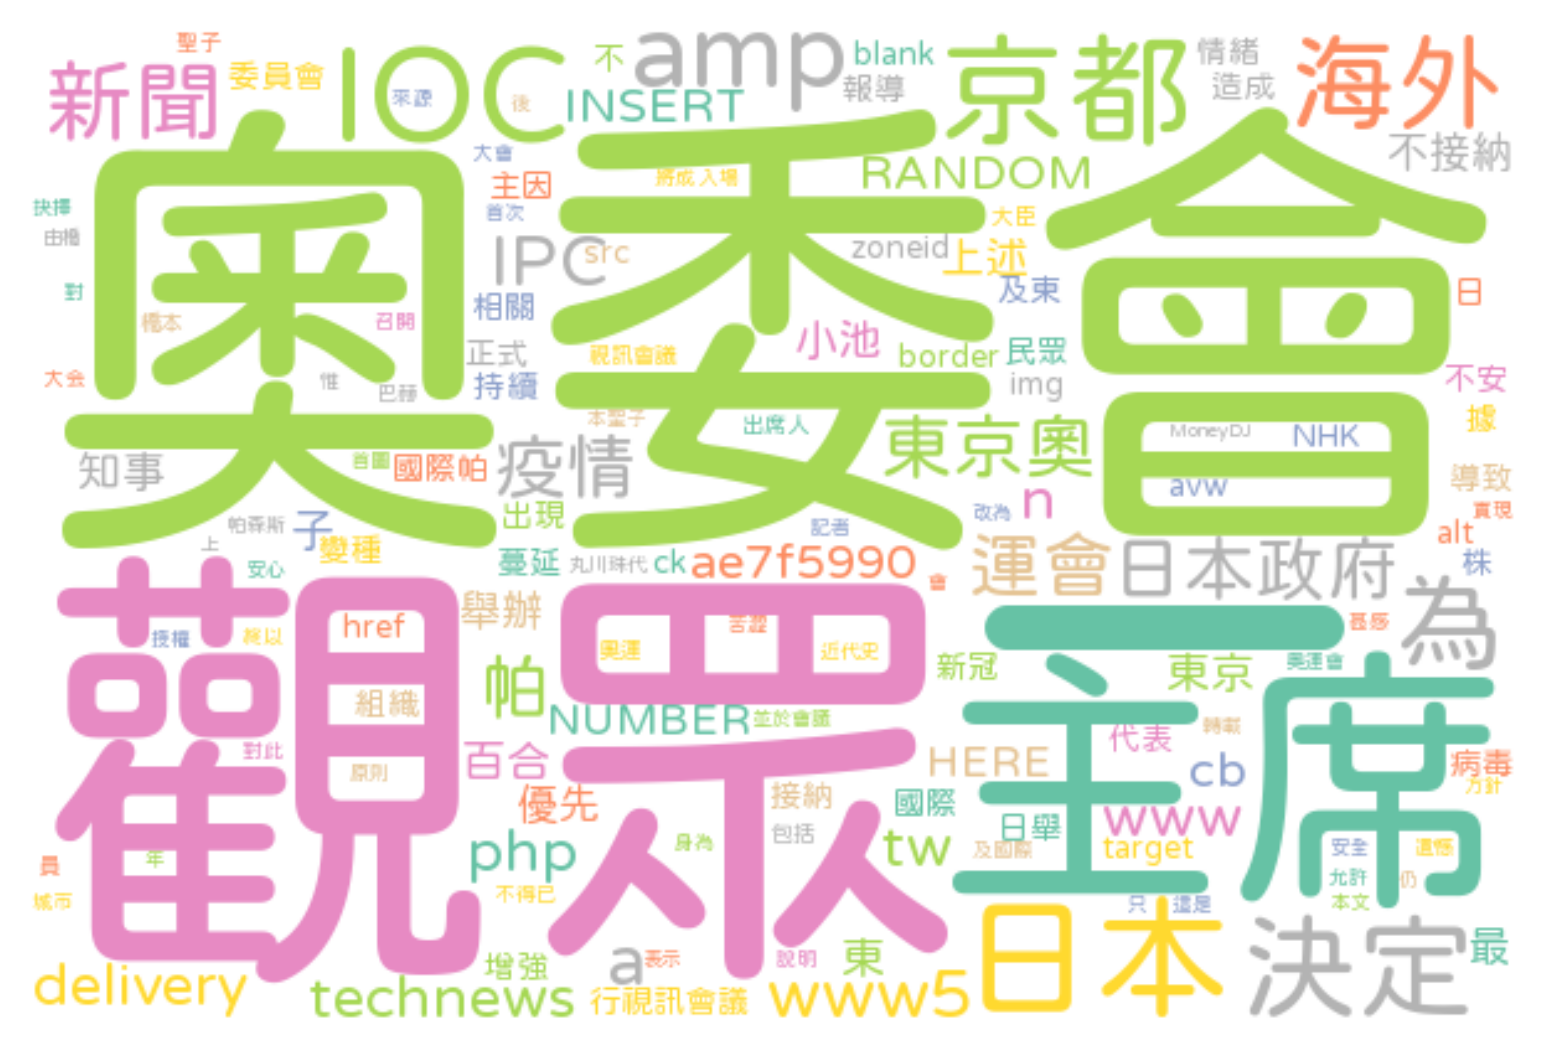 聖子
新聞
委員會
IOC
來源
後
不
amp
blank
報導
INSERT
京都
情緒
造成
海外
不接納
奧委會
大會
主因
首次
將成
入場
RANDOM
大臣
抉擇
由橋
對
IPC
src
zoneid
上述
及東
相關
日
橋本
召開
正式
視訊會議
小池
border
民眾
img
大会
惟
巴赫
持續
不安
本聖子
出席人
東京奧
MoneyDJ
NHK
據
知事
首圖
國際帕
疫情
n
avw
導致
帕森斯
子
上
變種
出現
記者
改為
實現
alt
安心
蔓延
丸川珠代
ck
ae7f5990
會
運會
日本政府
株
為
觀眾
主席
href
舉辦
苦澀
甚感
授權
將以
奧運
近代史
帕
新冠
東京
奧運會
組織
NUMBER
並於會議
代表
轉載
對此
原則
百合
HERE
cb
病毒
方針
優先
接納
國際
www
php
包括
日舉
tw
身為
及國際
target
安全
遺憾
員
年
允許
仍
城市
不得已
只
這是
本文
日本
決定
最
delivery
增強
a
表示
說明
東
technews
行視訊會議
www5